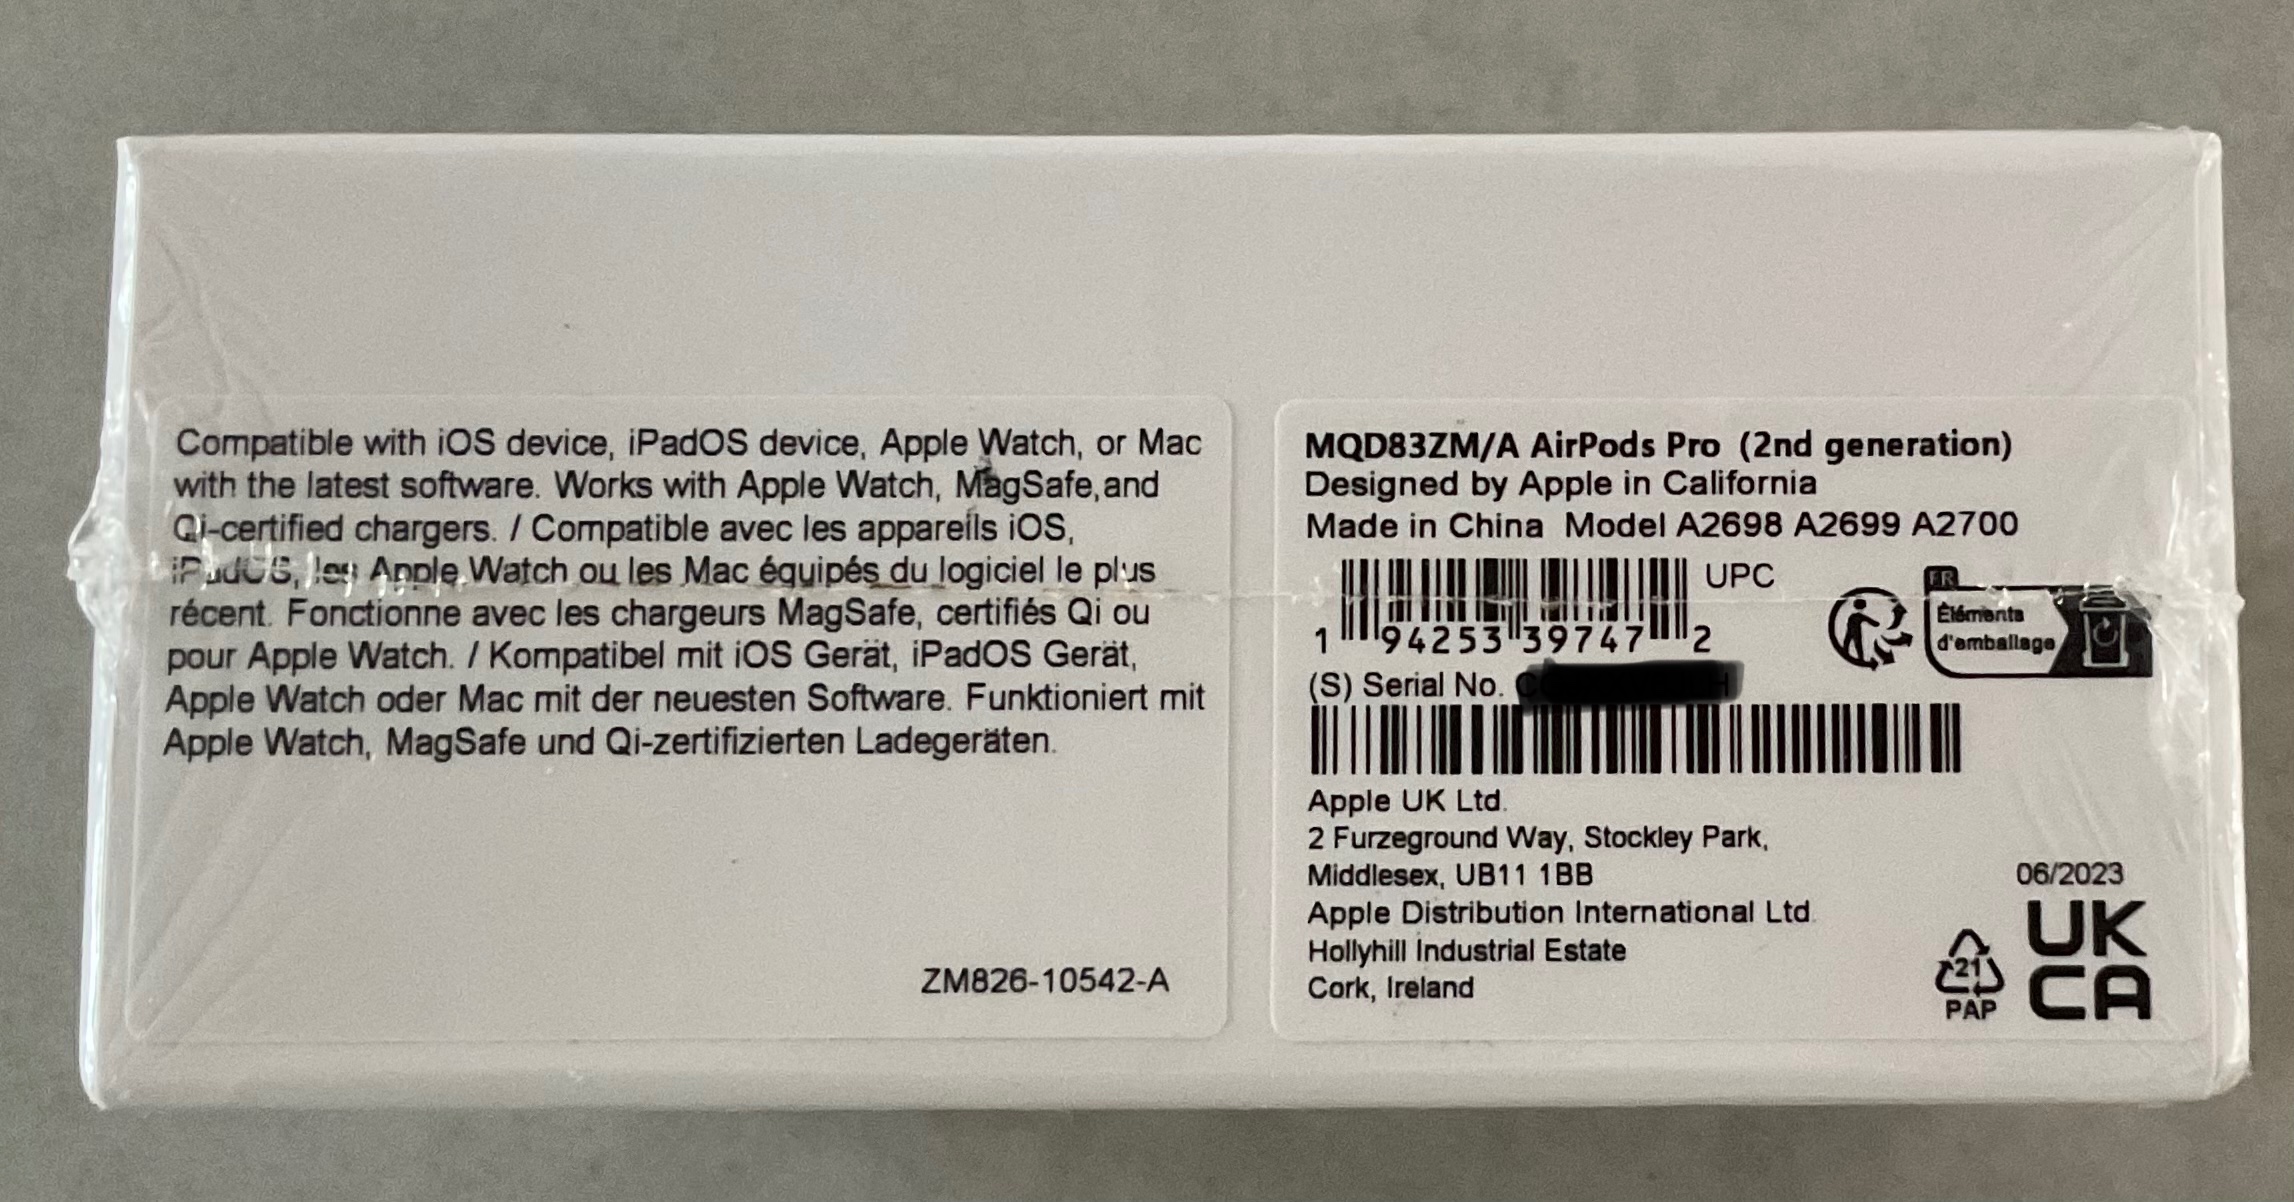 Compatible with iOS device, iPadOS device, Apple Watch, or Mac
with the latest software. Works with Apple Watch, MagSafe,and
Qi-certified chargers. / Compatible avec les appareils iOS,
iPadOS, les Apple Watch ou les Mac équipés du logiciel le plus
récent. Fonctionne avec les chargeurs MagSafe, certifiés Qi ou
pour Apple Watch. / Kompatibel mit iOS Gerät, iPadOS Gerät,
Apple Watch oder Mac mit der neuesten Software. Funktioniert mit
Apple Watch, MagSafe und Qi-zertifizierten Ladegeräten.
ZM826-10542-A
MQD83ZM/A AirPods Pro (2nd generation)
Designed by Apple in California
Made in China Model A2698 A2699 A2700
UPC
1 94253 39747 2
FR
Éléments
d'emballage
(S) Serial No.
Apple UK Ltd.
2 Furzeground Way, Stockley Park,
Middlesex, UB11 1BB
Apple Distribution International Ltd.
Hollyhill Industrial Estate
Cork, Ireland
06/2023
UK
CA
21
PAP